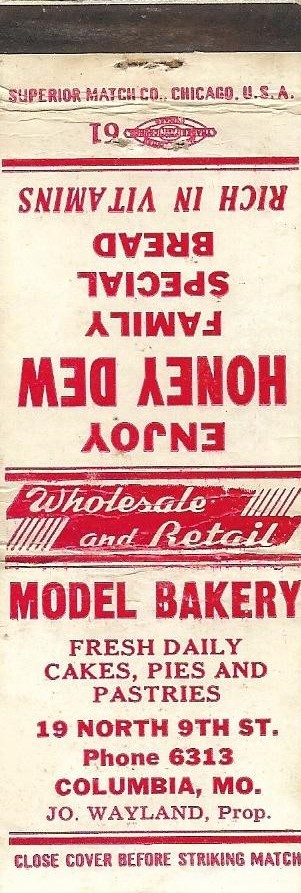 SUPERIOR MATCH CO., CHICAGO, U.S.A.
61
ENJOY
HONEY DEW
FAMILY
SPECIAL
BREAD
RICH IN VITAMINS
Wholesale
and Retail
MODEL BAKERY
FRESH DAILY
CAKES, PIES AND
PASTRIES
19 NORTH 9TH ST.
Phone 6313
COLUMBIA, MO.
JO. WAYLAND, Prop.
CLOSE COVER BEFORE STRIKING MATCH